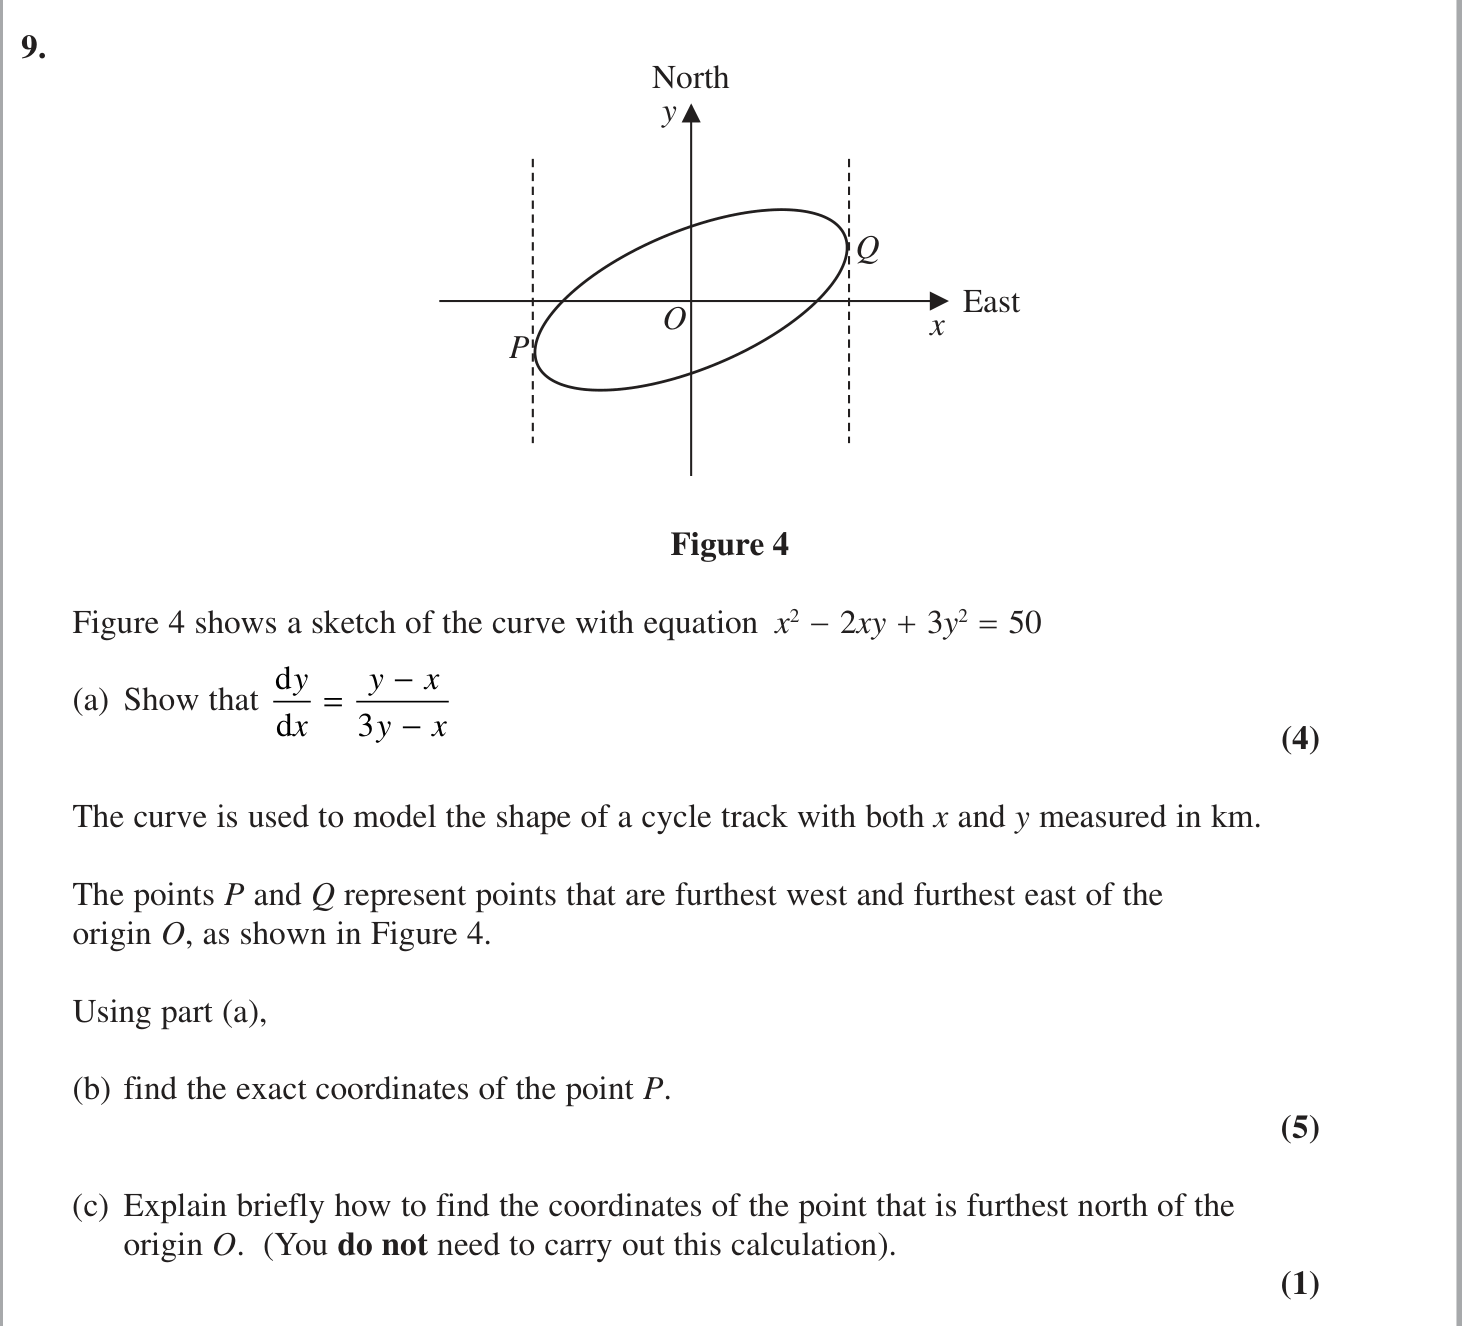 9.
North
y
Q
O
East
x
P
Figure 4
Figure 4 shows a sketch of the curve with equation x² − 2xy + 3y² = 50
(a) Show that dy/dx = (y − x)/(3y − x)
(4)
The curve is used to model the shape of a cycle track with both x and y measured in km.
The points P and Q represent points that are furthest west and furthest east of the
origin O, as shown in Figure 4.
Using part (a),
(b) find the exact coordinates of the point P.
(5)
(c) Explain briefly how to find the coordinates of the point that is furthest north of the
origin O. (You do not need to carry out this calculation).
(1)